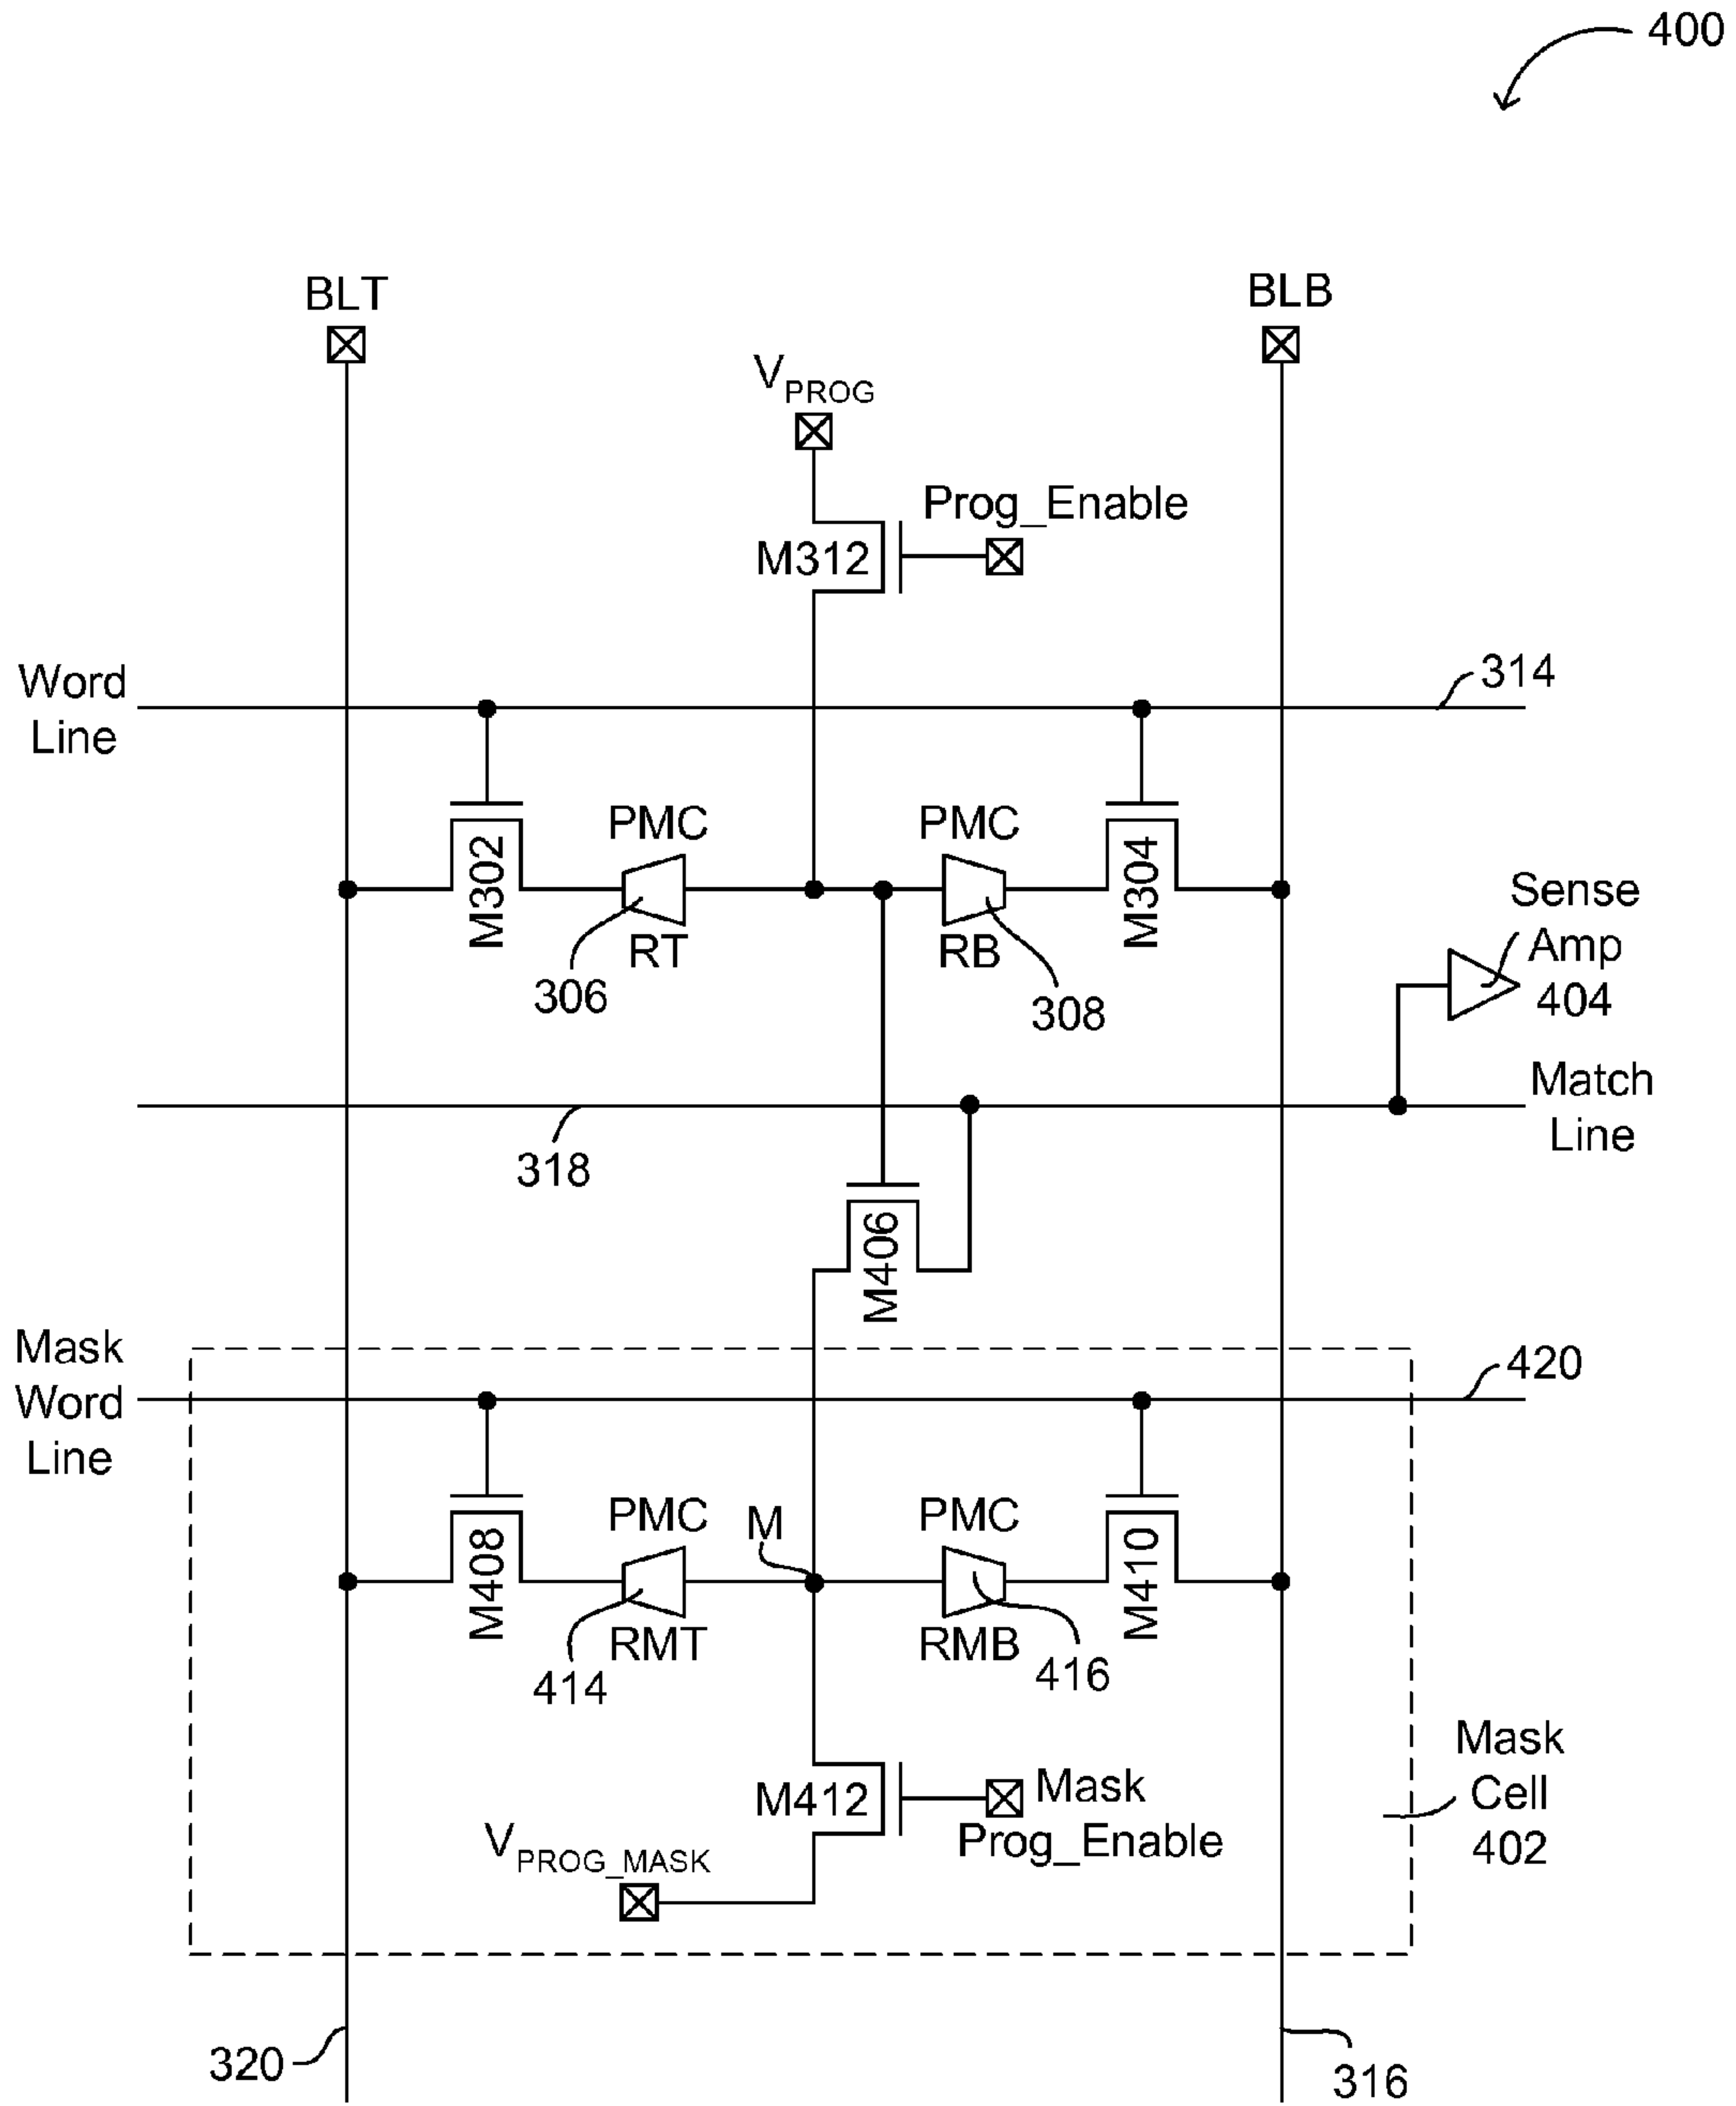 400
BLT
BLB
VPROG
Prog_Enable
M312
Word
Line
314
M302
PMC
RT
306
PMC
RB
308
M304
Sense
Amp
404
Match
Line
318
M406
Mask
Word
Line
420
M408
PMC
RMT
414
M
PMC
RMB
416
M410
M412
Mask
Prog_Enable
VPROG_MASK
Mask
Cell
402
320
316